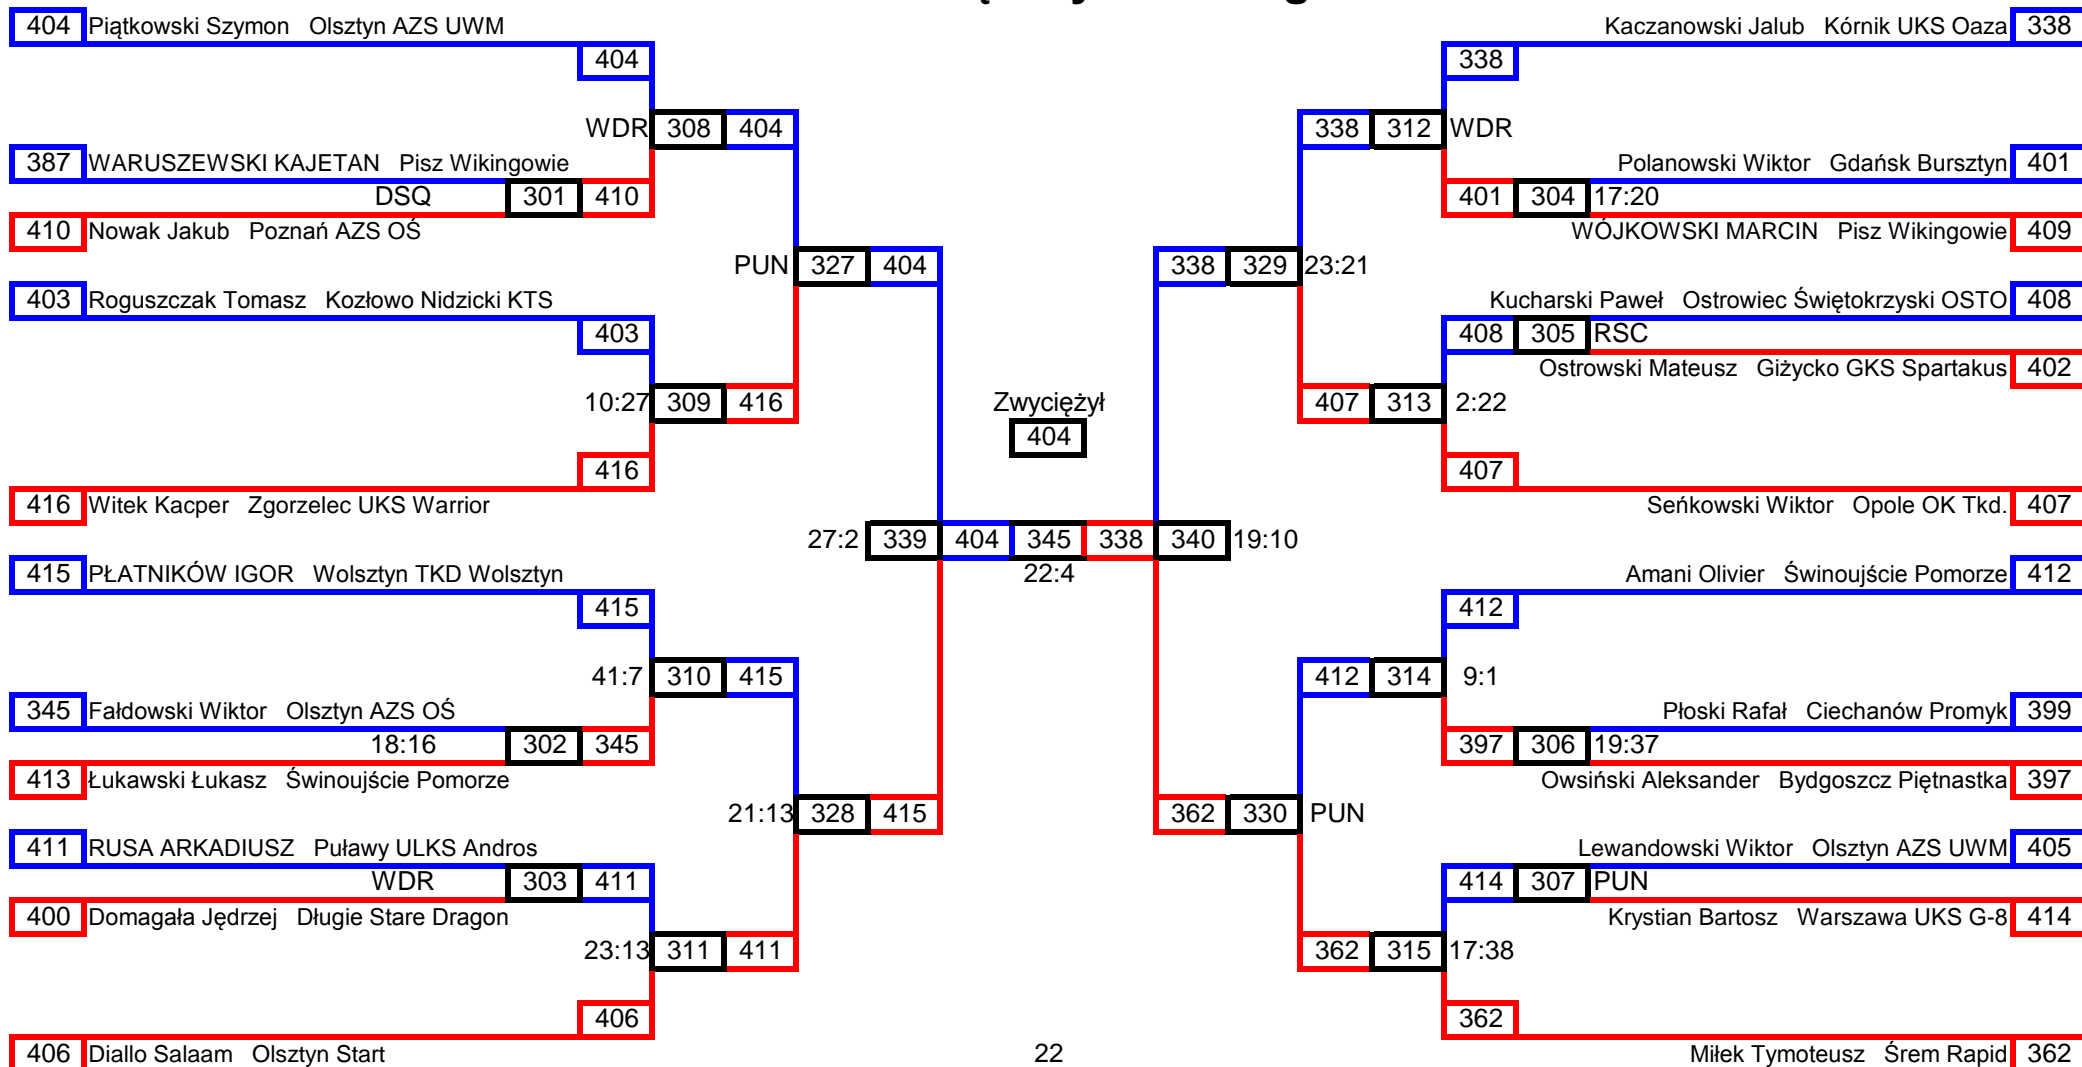 404 Piątkowski Szymon Olsztyn AZS UWM
404
WDR 308 404
387 WARUSZEWSKI KAJETAN Pisz Wikingowie
DSQ 301 410
410 Nowak Jakub Poznań AZS OŚ
PUN 327 404
403 Roguszczak Tomasz Kozłowo Nidzicki KTS
403
10:27 309 416
416
416 Witek Kacper Zgorzelec UKS Warrior
27:2 339 404 345 338 340 19:10
22:4
415 PŁATNIKÓW IGOR Wolsztyn TKD Wolsztyn
415
41:7 310 415
345 Fałdowski Wiktor Olsztyn AZS OŚ
18:16 302 345
413 Łukawski Łukasz Świnoujście Pomorze
21:13 328 415
411 RUSA ARKADIUSZ Puławy ULKS Andros
WDR 303 411
400 Domagała Jędrzej Długie Stare Dragon
23:13 311 411
406
406 Diallo Salaam Olsztyn Start
Zwyciężył
404
Kaczanowski Jalub Kórnik UKS Oaza 338
338
338 312 WDR
Polanowski Wiktor Gdańsk Bursztyn 401
401 304 17:20
WÓJKOWSKI MARCIN Pisz Wikingowie 409
338 329 23:21
Kucharski Paweł Ostrowiec Świętokrzyski OSTO 408
408 305 RSC
Ostrowski Mateusz Giżycko GKS Spartakus 402
407 313 2:22
407
Seńkowski Wiktor Opole OK Tkd. 407
Amani Olivier Świnoujście Pomorze 412
412
412 314 9:1
Płoski Rafał Ciechanów Promyk 399
397 306 19:37
Owsiński Aleksander Bydgoszcz Piętnastka 397
362 330 PUN
Lewandowski Wiktor Olsztyn AZS UWM 405
414 307 PUN
Krystian Bartosz Warszawa UKS G-8 414
362 315 17:38
362
Miłek Tymoteusz Śrem Rapid 362
22